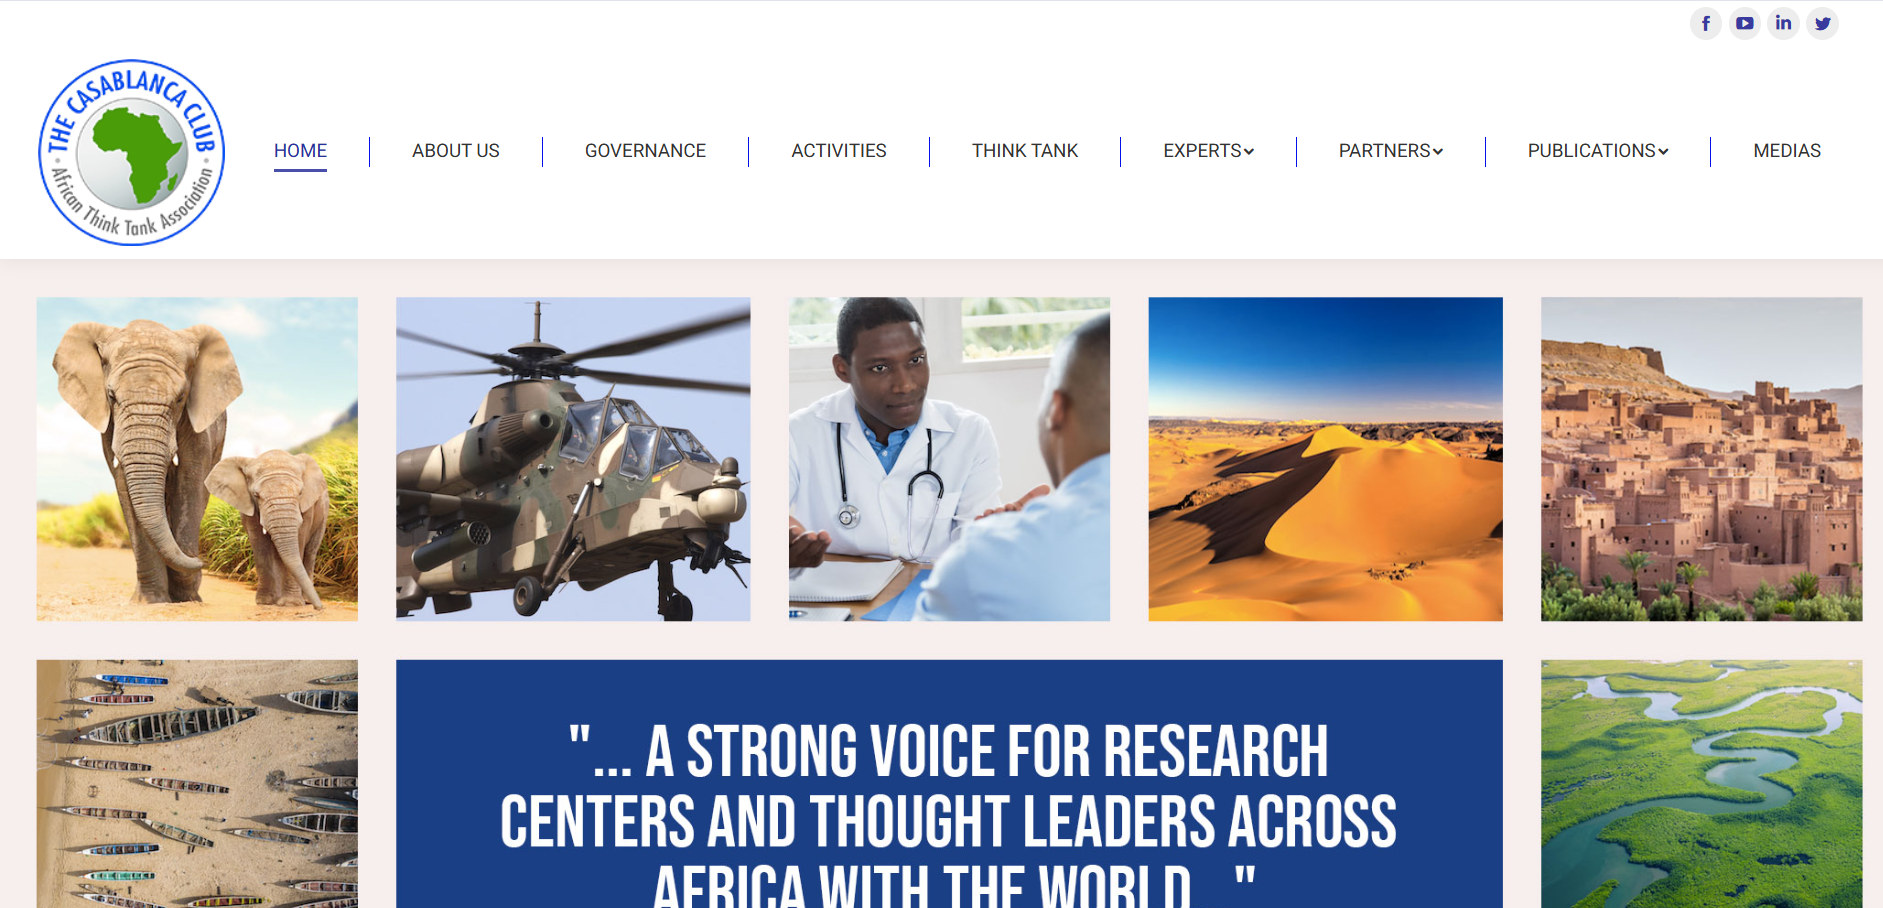 THE CASABLANCA CLUB
African Think Tank Association
HOME
ABOUT US
GOVERNANCE
ACTIVITIES
THINK TANK
EXPERTS
PARTNERS
PUBLICATIONS
MEDIAS
"... A STRONG VOICE FOR RESEARCH
CENTERS AND THOUGHT LEADERS ACROSS
AFRICA WITH THE WORLD..."